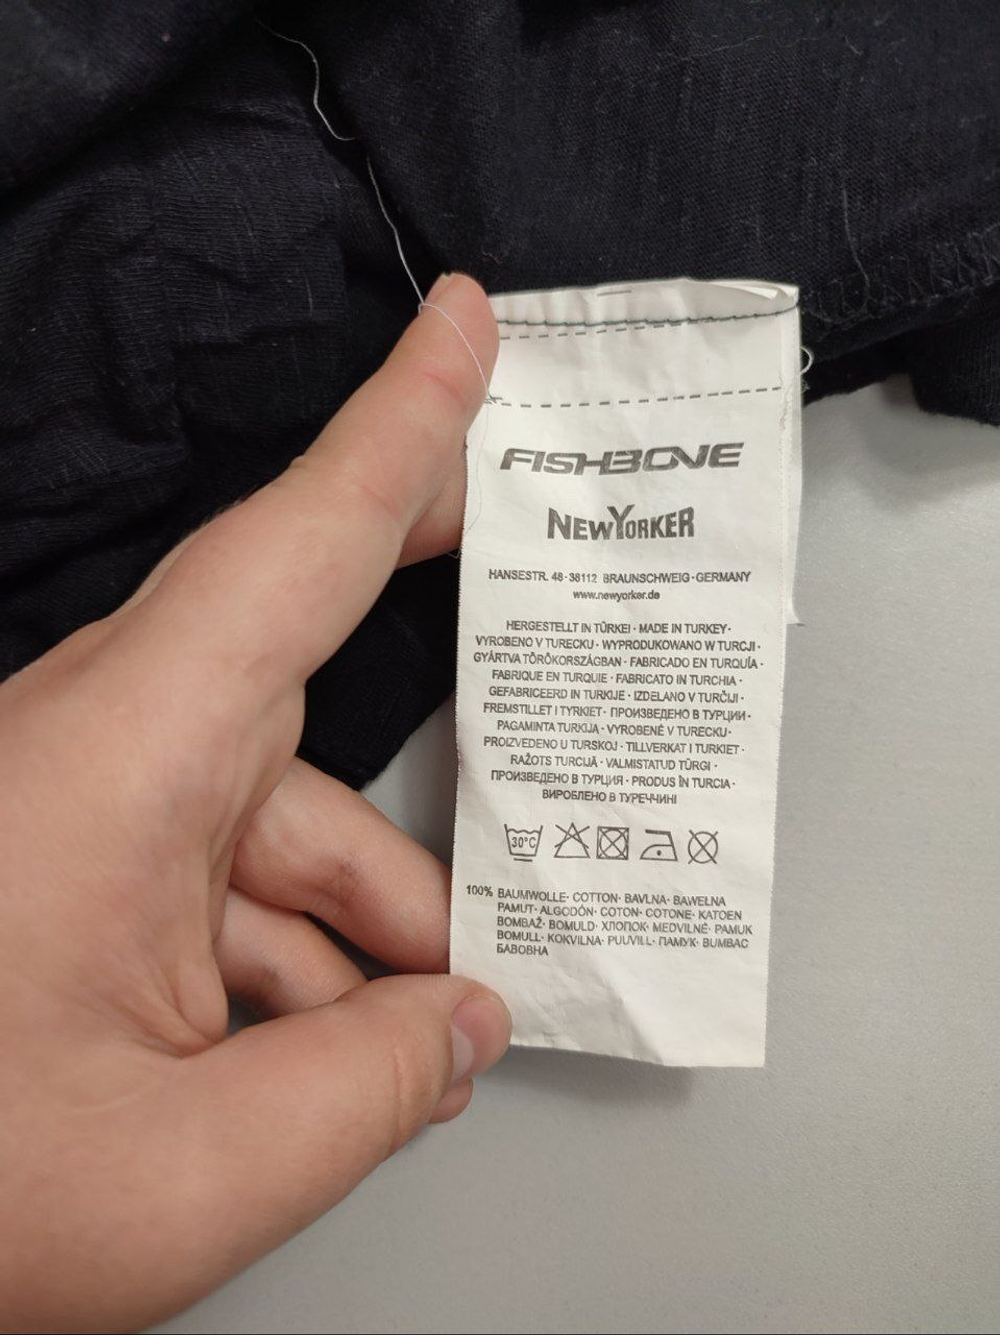 FISHBONE
NEWYORKER
HANSESTR. 48·38112 BRAUNSCHWEIG·GERMANY
www.newyorker.de
HERGESTELLT IN TÜRKEI · MADE IN TURKEY·
VYROBENO V TURECKU · WYPRODUKOWANO W TURCJI ·
GYÁRTVA TÖRÖKORSZÁGBAN · FABRICADO EN TURQUÍA ·
FABRIQUE EN TURQUIE · FABRICATO IN TURCHIA ·
GEFABRICEERD IN TURKIJE · IZDELANO V TURČIJI ·
FREMSTILLET I TYRKIET · ПРОИЗВЕДЕНО В ТУРЦИИ·
PAGAMINTA TURKIJA · VYROBENÉ V TURECKU·
PROIZVEDENO U TURSKOJ · TILLVERKAT I TURKIET ·
RAŽOTS TURCIJĀ · VALMISTATUD TÜRGI ·
ПРОИЗВЕДЕНО В ТУРЦИЯ · PRODUS ÎN TURCIA ·
ВИРОБЛЕНО В ТУРЕЧЧИНІ
30°C
100% BAUMWOLLE· COTTON· BAVLNA· BAWEŁNA
PAMUT· ALGODÓN· COTON· COTONE· KATOEN
BOMBAŽ· BOMULD· ХЛОПОК· MEDVILNĖ· PAMUK
BOMULL· KOKVILNA· PUUVILL· ПАМУК· BUMBAC
БАВОВНА